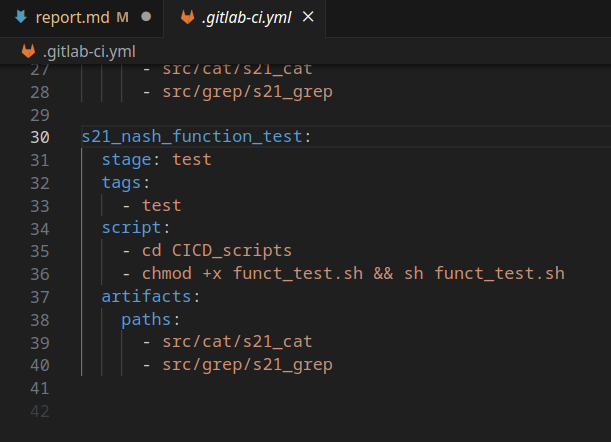 report.md M
.gitlab-ci.yml
.gitlab-ci.yml
27 - src/cat/s21_cat
28 - src/grep/s21_grep
29
30 s21_nash_function_test:
31 stage: test
32 tags:
33 - test
34 script:
35 - cd CICD_scripts
36 - chmod +x funct_test.sh && sh funct_test.sh
37 artifacts:
38 paths:
39 - src/cat/s21_cat
40 - src/grep/s21_grep
41
42